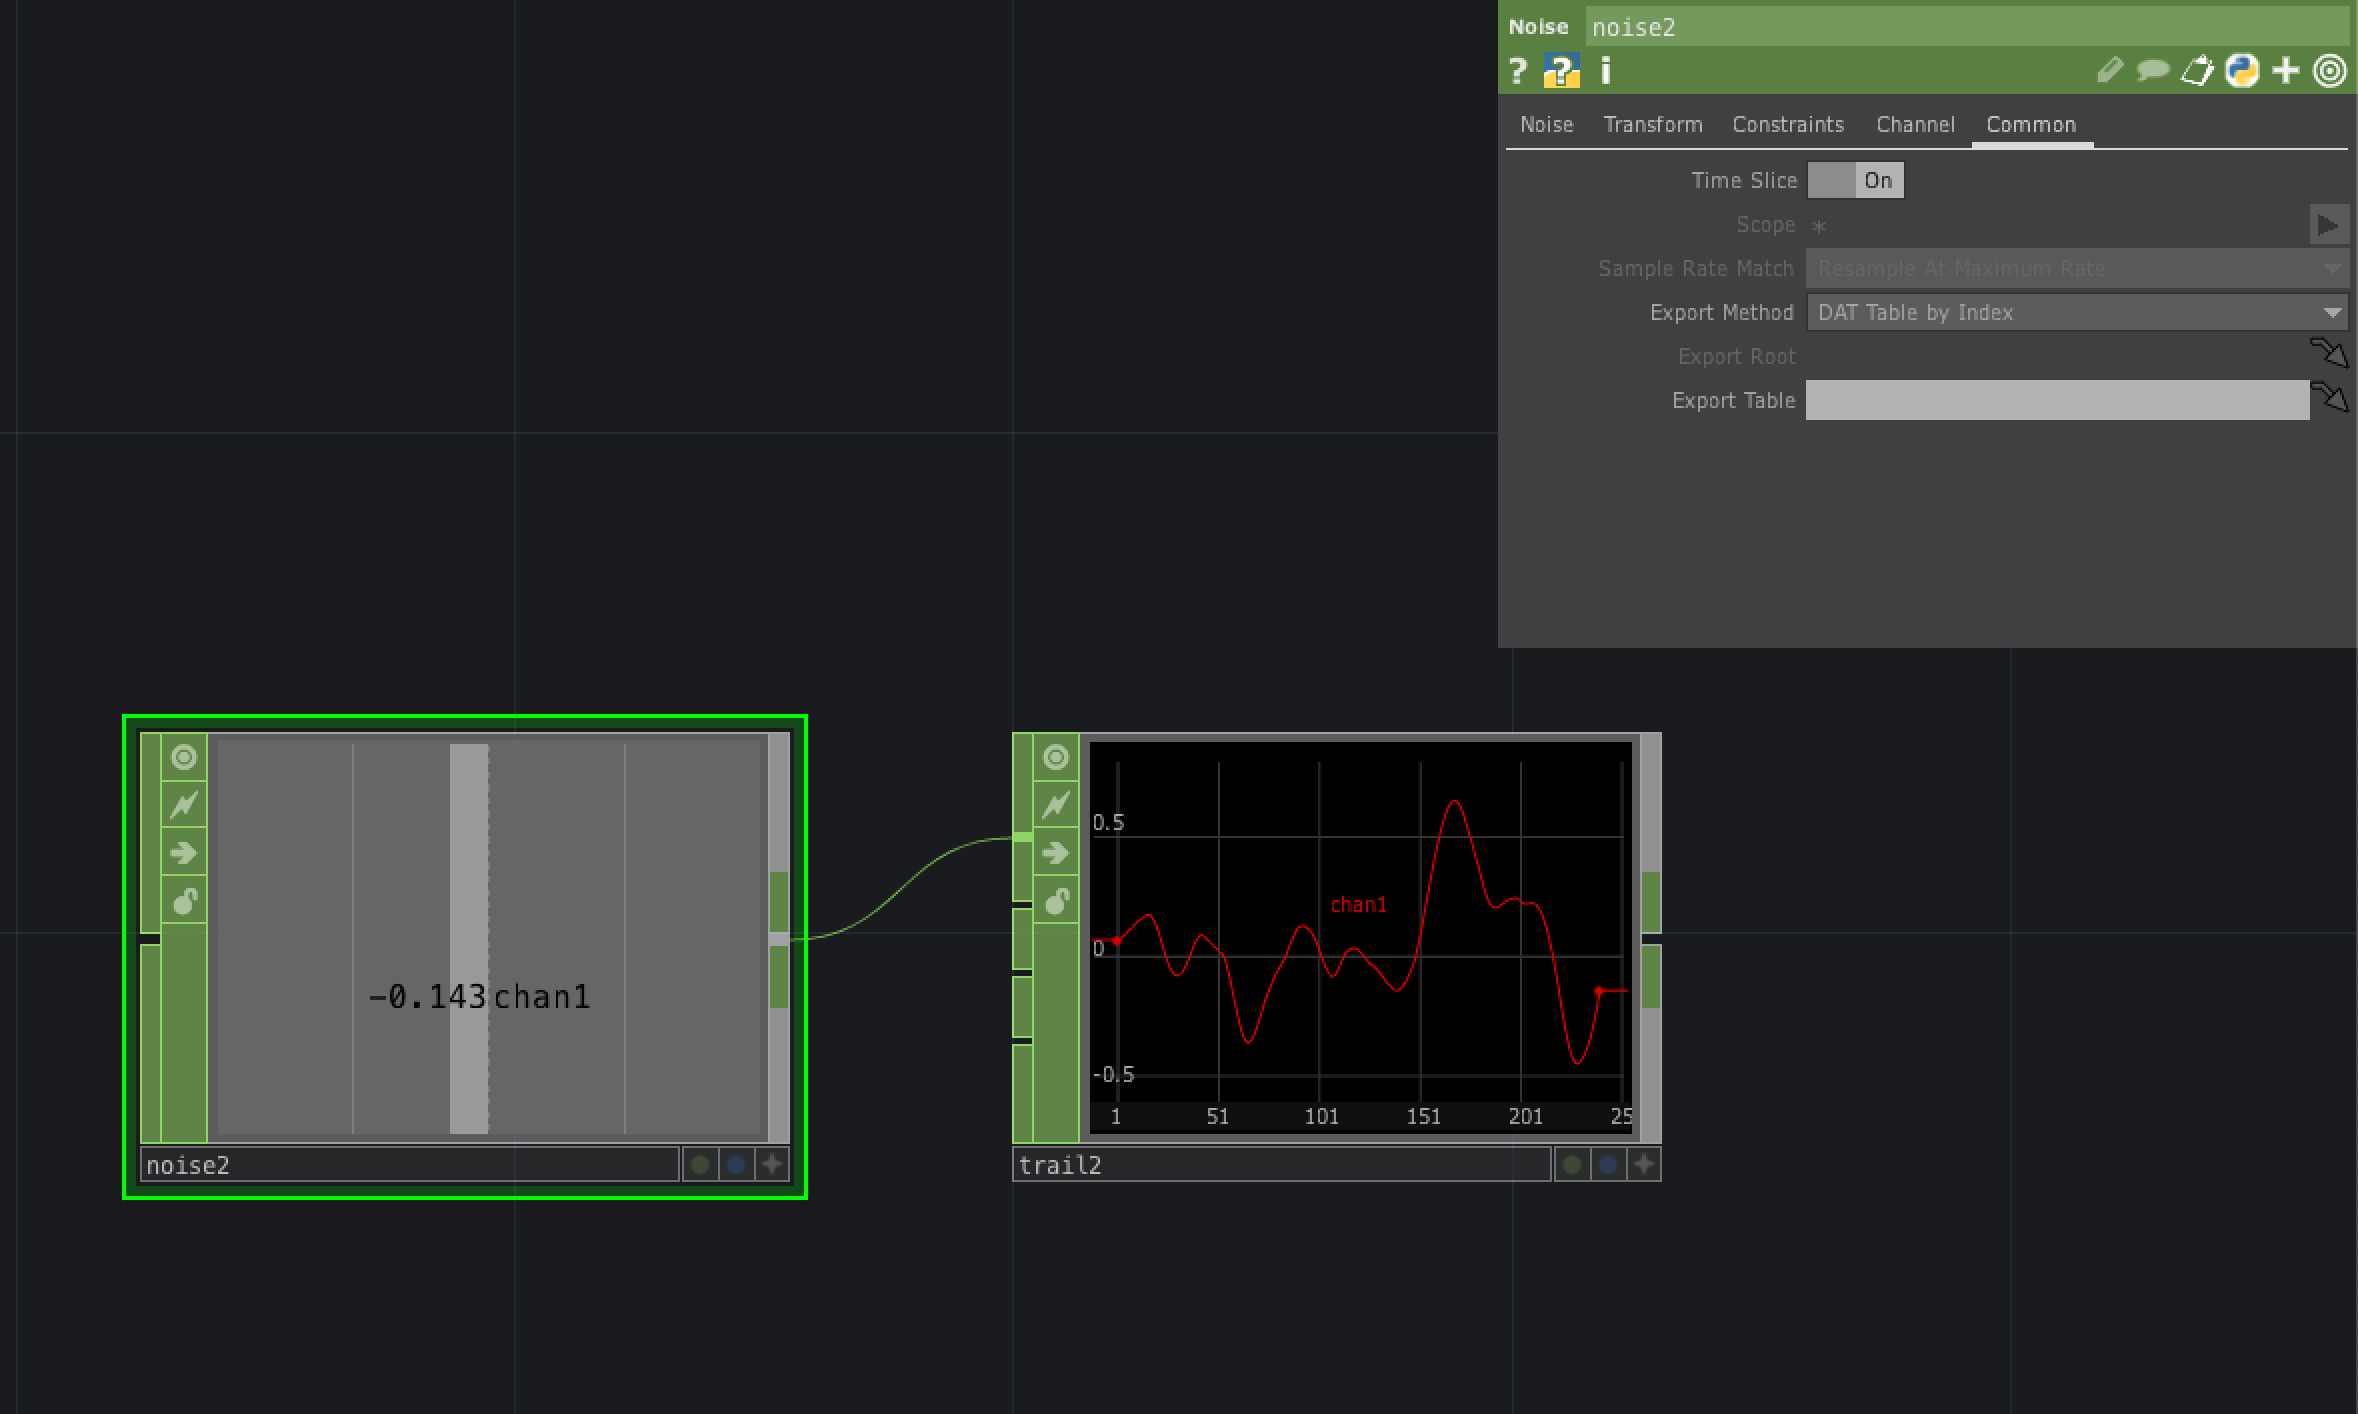 Noise noise2
? ? i
Noise Transform Constraints Channel Common
Time Slice On
Scope *
Sample Rate Match Resample At Maximum Rate
Export Method DAT Table by Index
Export Root
Export Table
-0.143 chan1
noise2
0.5
chan1
0
-0.5
1 51 101 151 201 25
trail2